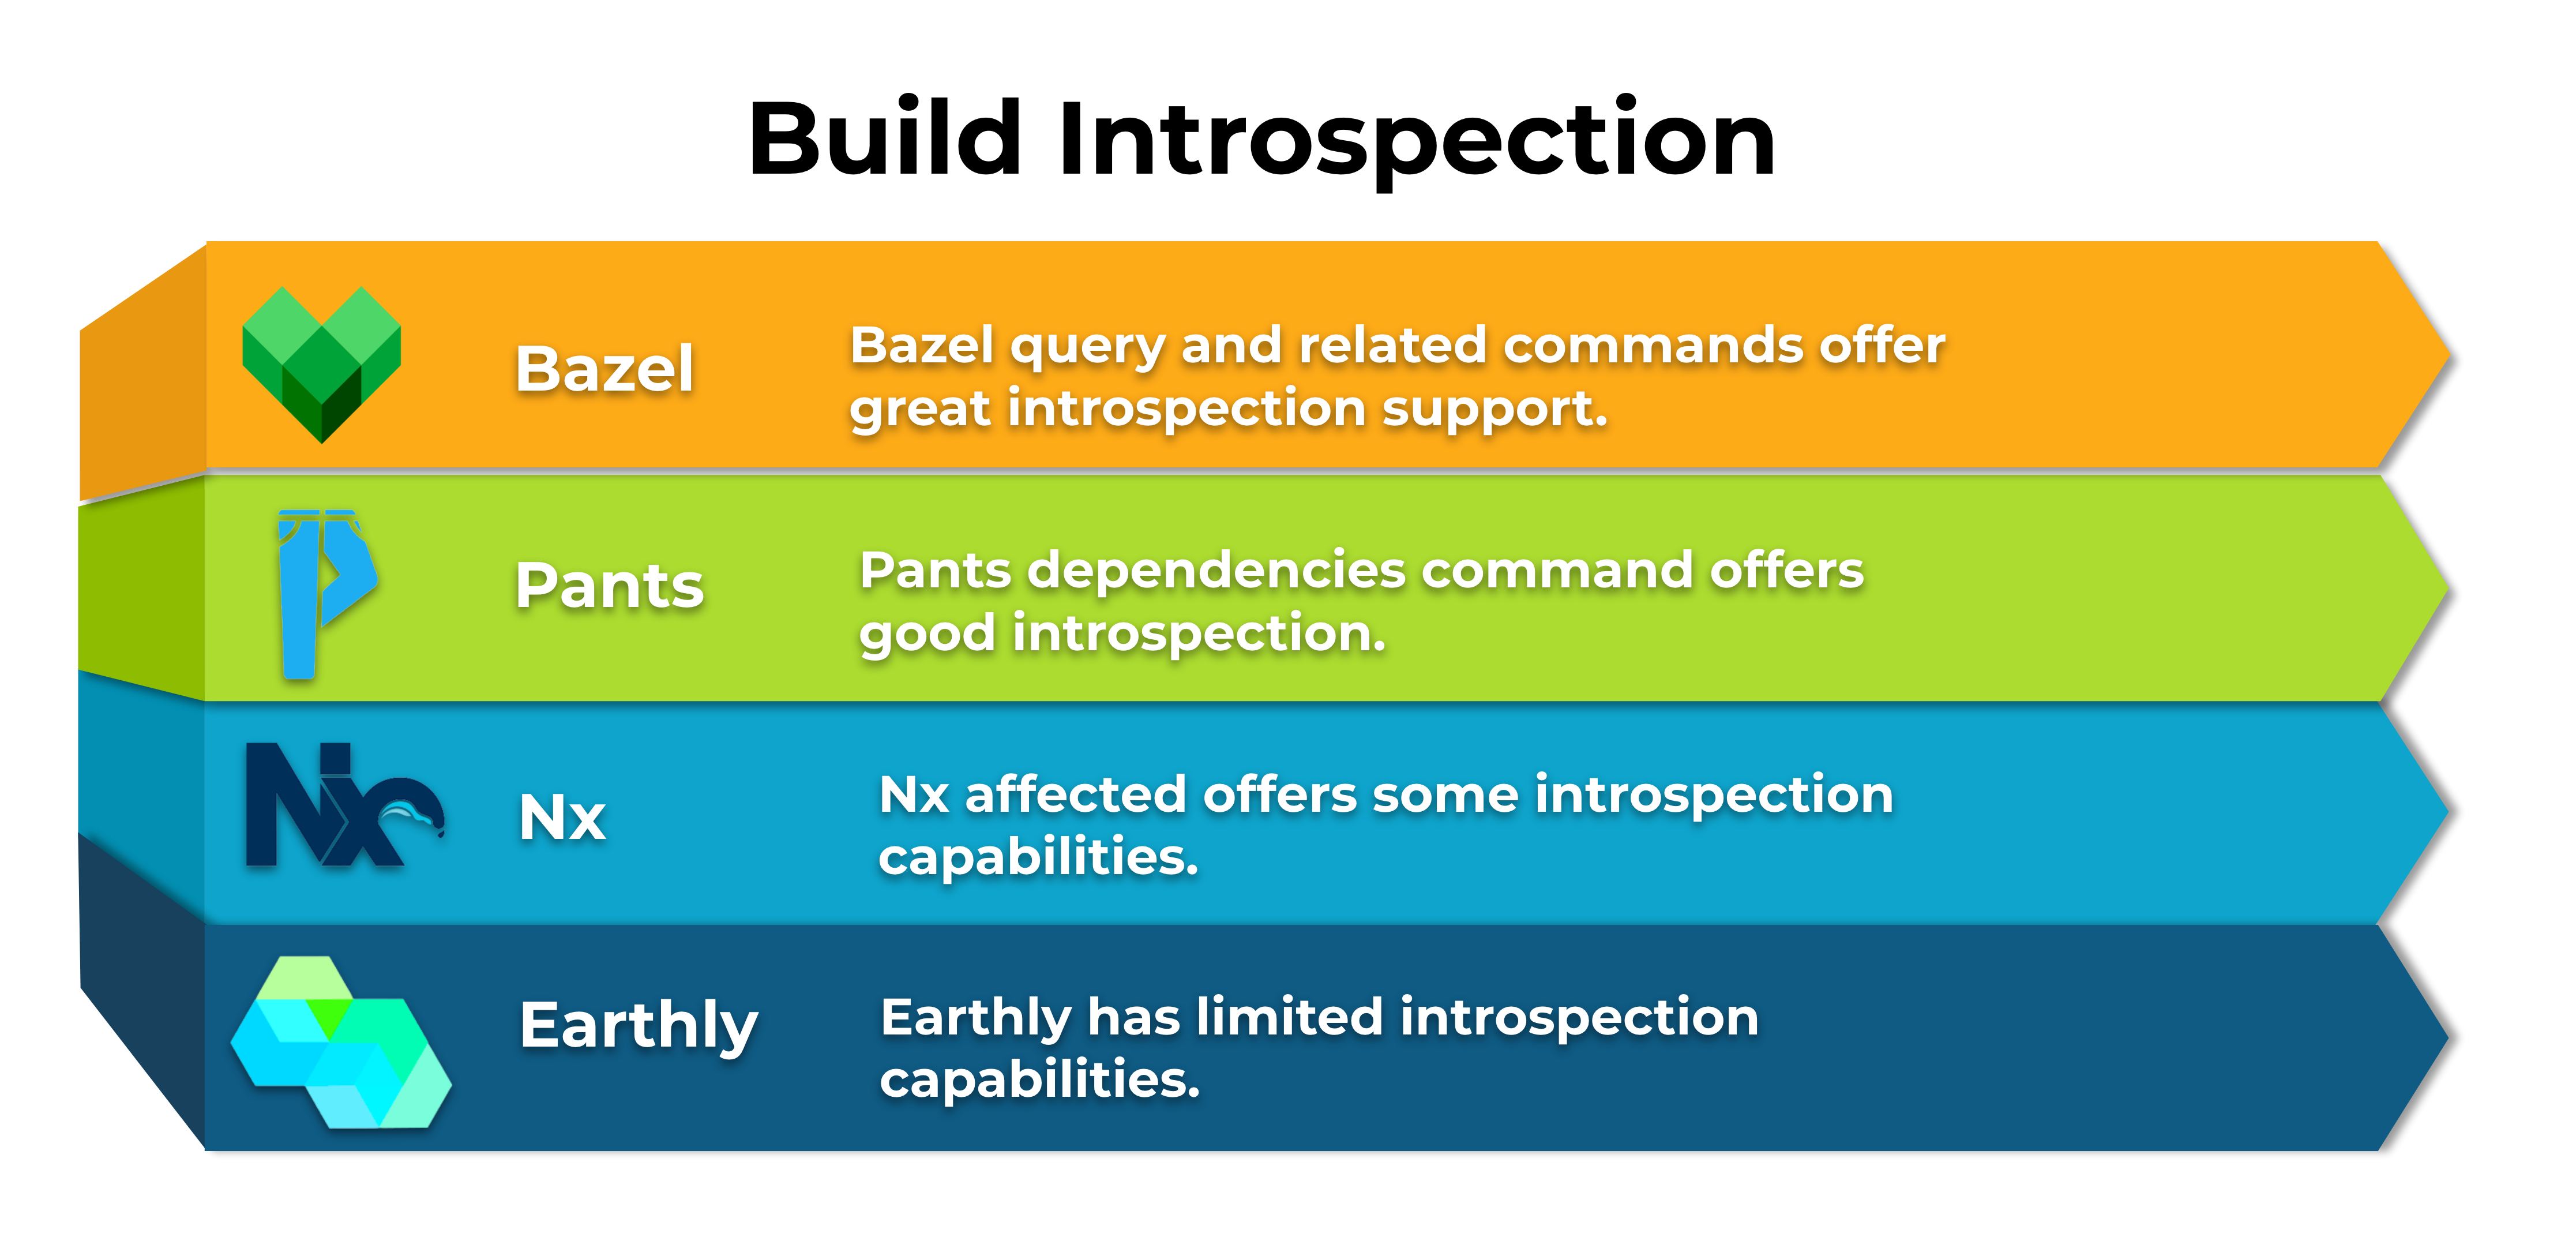 Build Introspection
Bazel
Bazel query and related commands offer
great introspection support.
Pants
Pants dependencies command offers
good introspection.
Nx
Nx
Nx affected offers some introspection
capabilities.
Earthly
Earthly has limited introspection
capabilities.